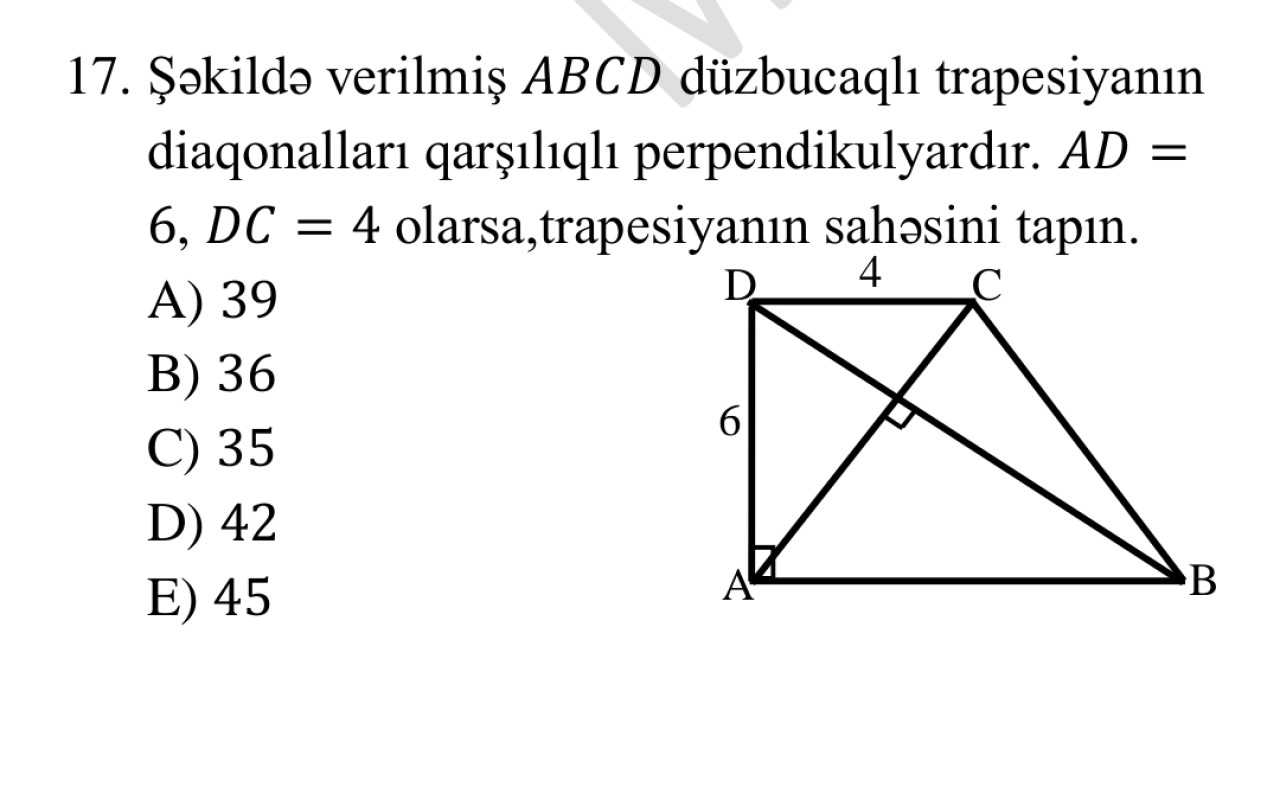 17. Şəkildə verilmiş ABCD düzbucaqlı trapesiyanın
diaqonalları qarşılıqlı perpendikulyardır. AD =
6, DC = 4 olarsa,trapesiyanın sahəsini tapın.
A) 39
B) 36
C) 35
D) 42
E) 45
D 4 C
6
A B